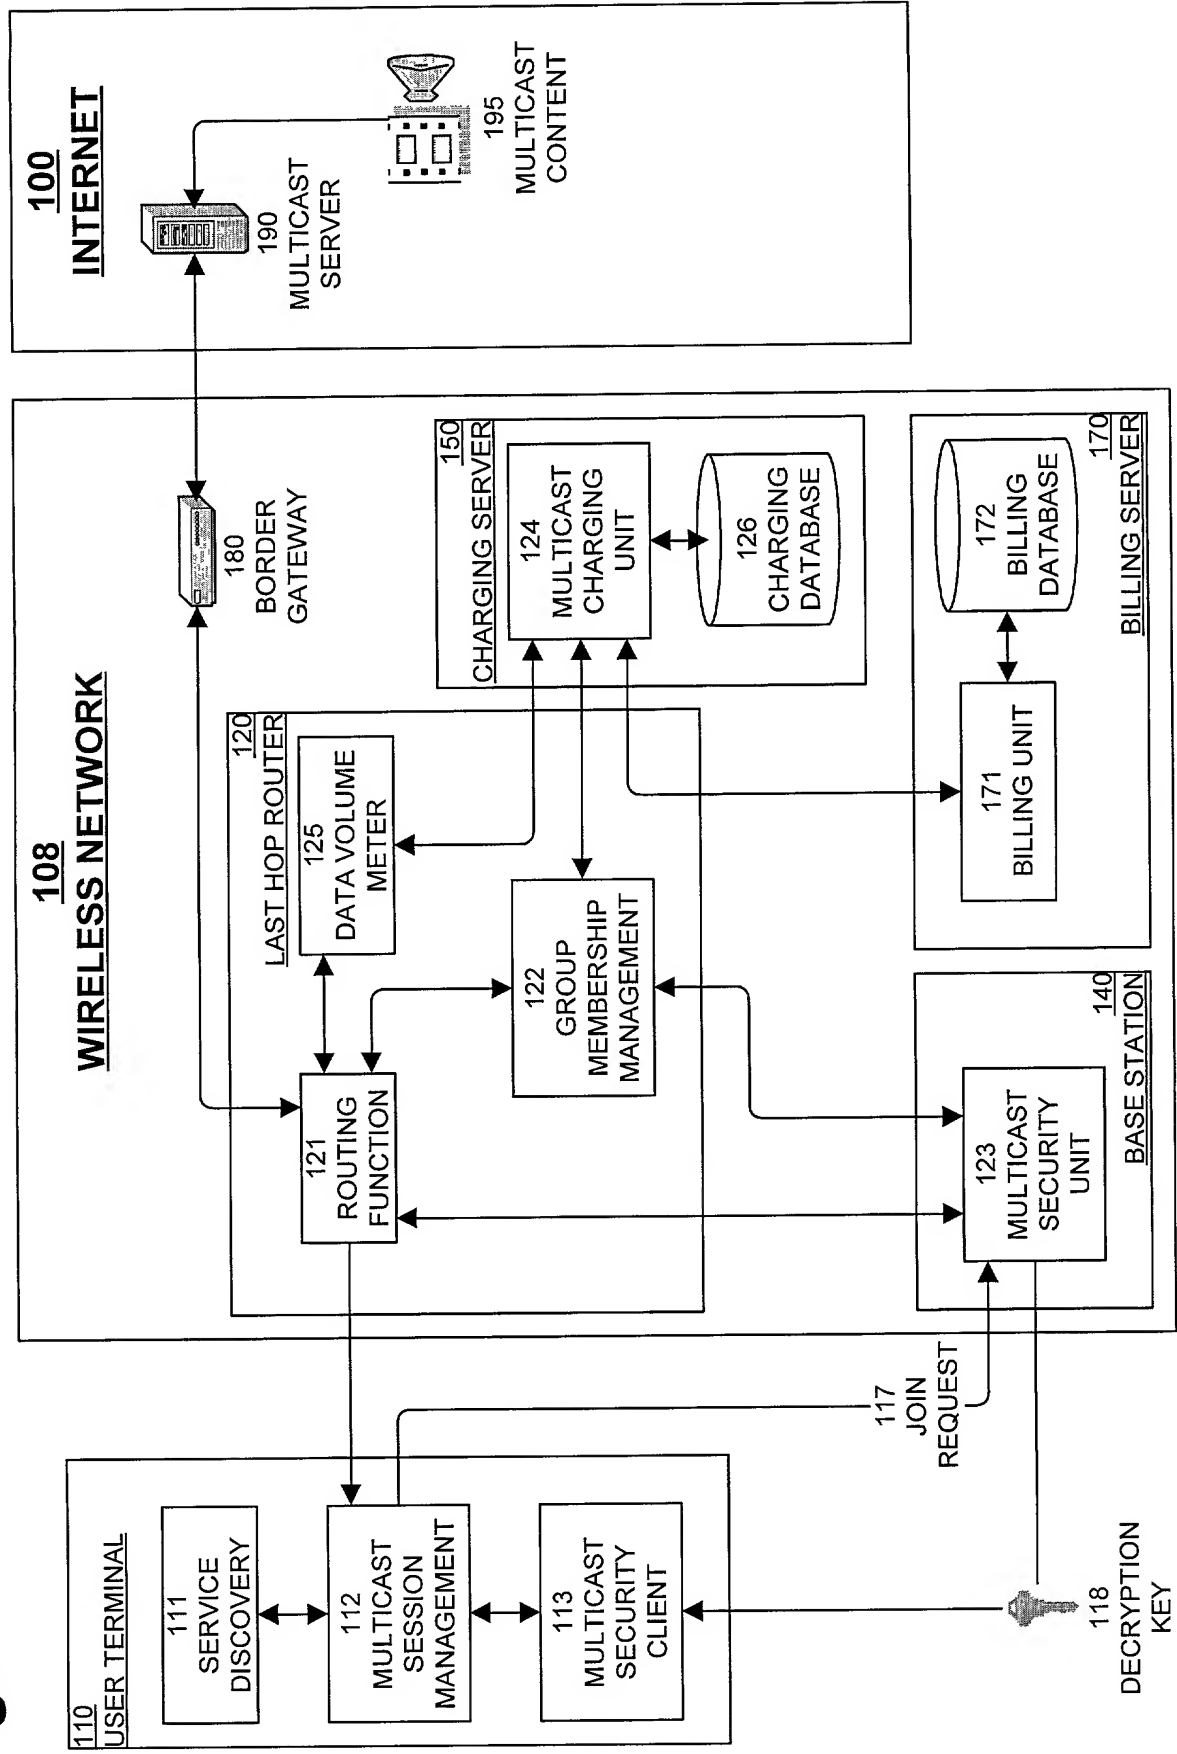 110
USER TERMINAL
111
SERVICE
DISCOVERY
112
MULTICAST
SESSION
MANAGEMENT
113
MULTICAST
SECURITY
CLIENT
117
JOIN
REQUEST
118
DECRYPTION
KEY
108
WIRELESS NETWORK
120
LAST HOP ROUTER
121
ROUTING
FUNCTION
125
DATA VOLUME
METER
122
GROUP
MEMBERSHIP
MANAGEMENT
123
MULTICAST
SECURITY
UNIT
140
BASE STATION
180
BORDER
GATEWAY
150
CHARGING SERVER
124
MULTICAST
CHARGING
UNIT
126
CHARGING
DATABASE
171
BILLING UNIT
172
BILLING
DATABASE
170
BILLING SERVER
100
INTERNET
190
MULTICAST
SERVER
195
MULTICAST
CONTENT